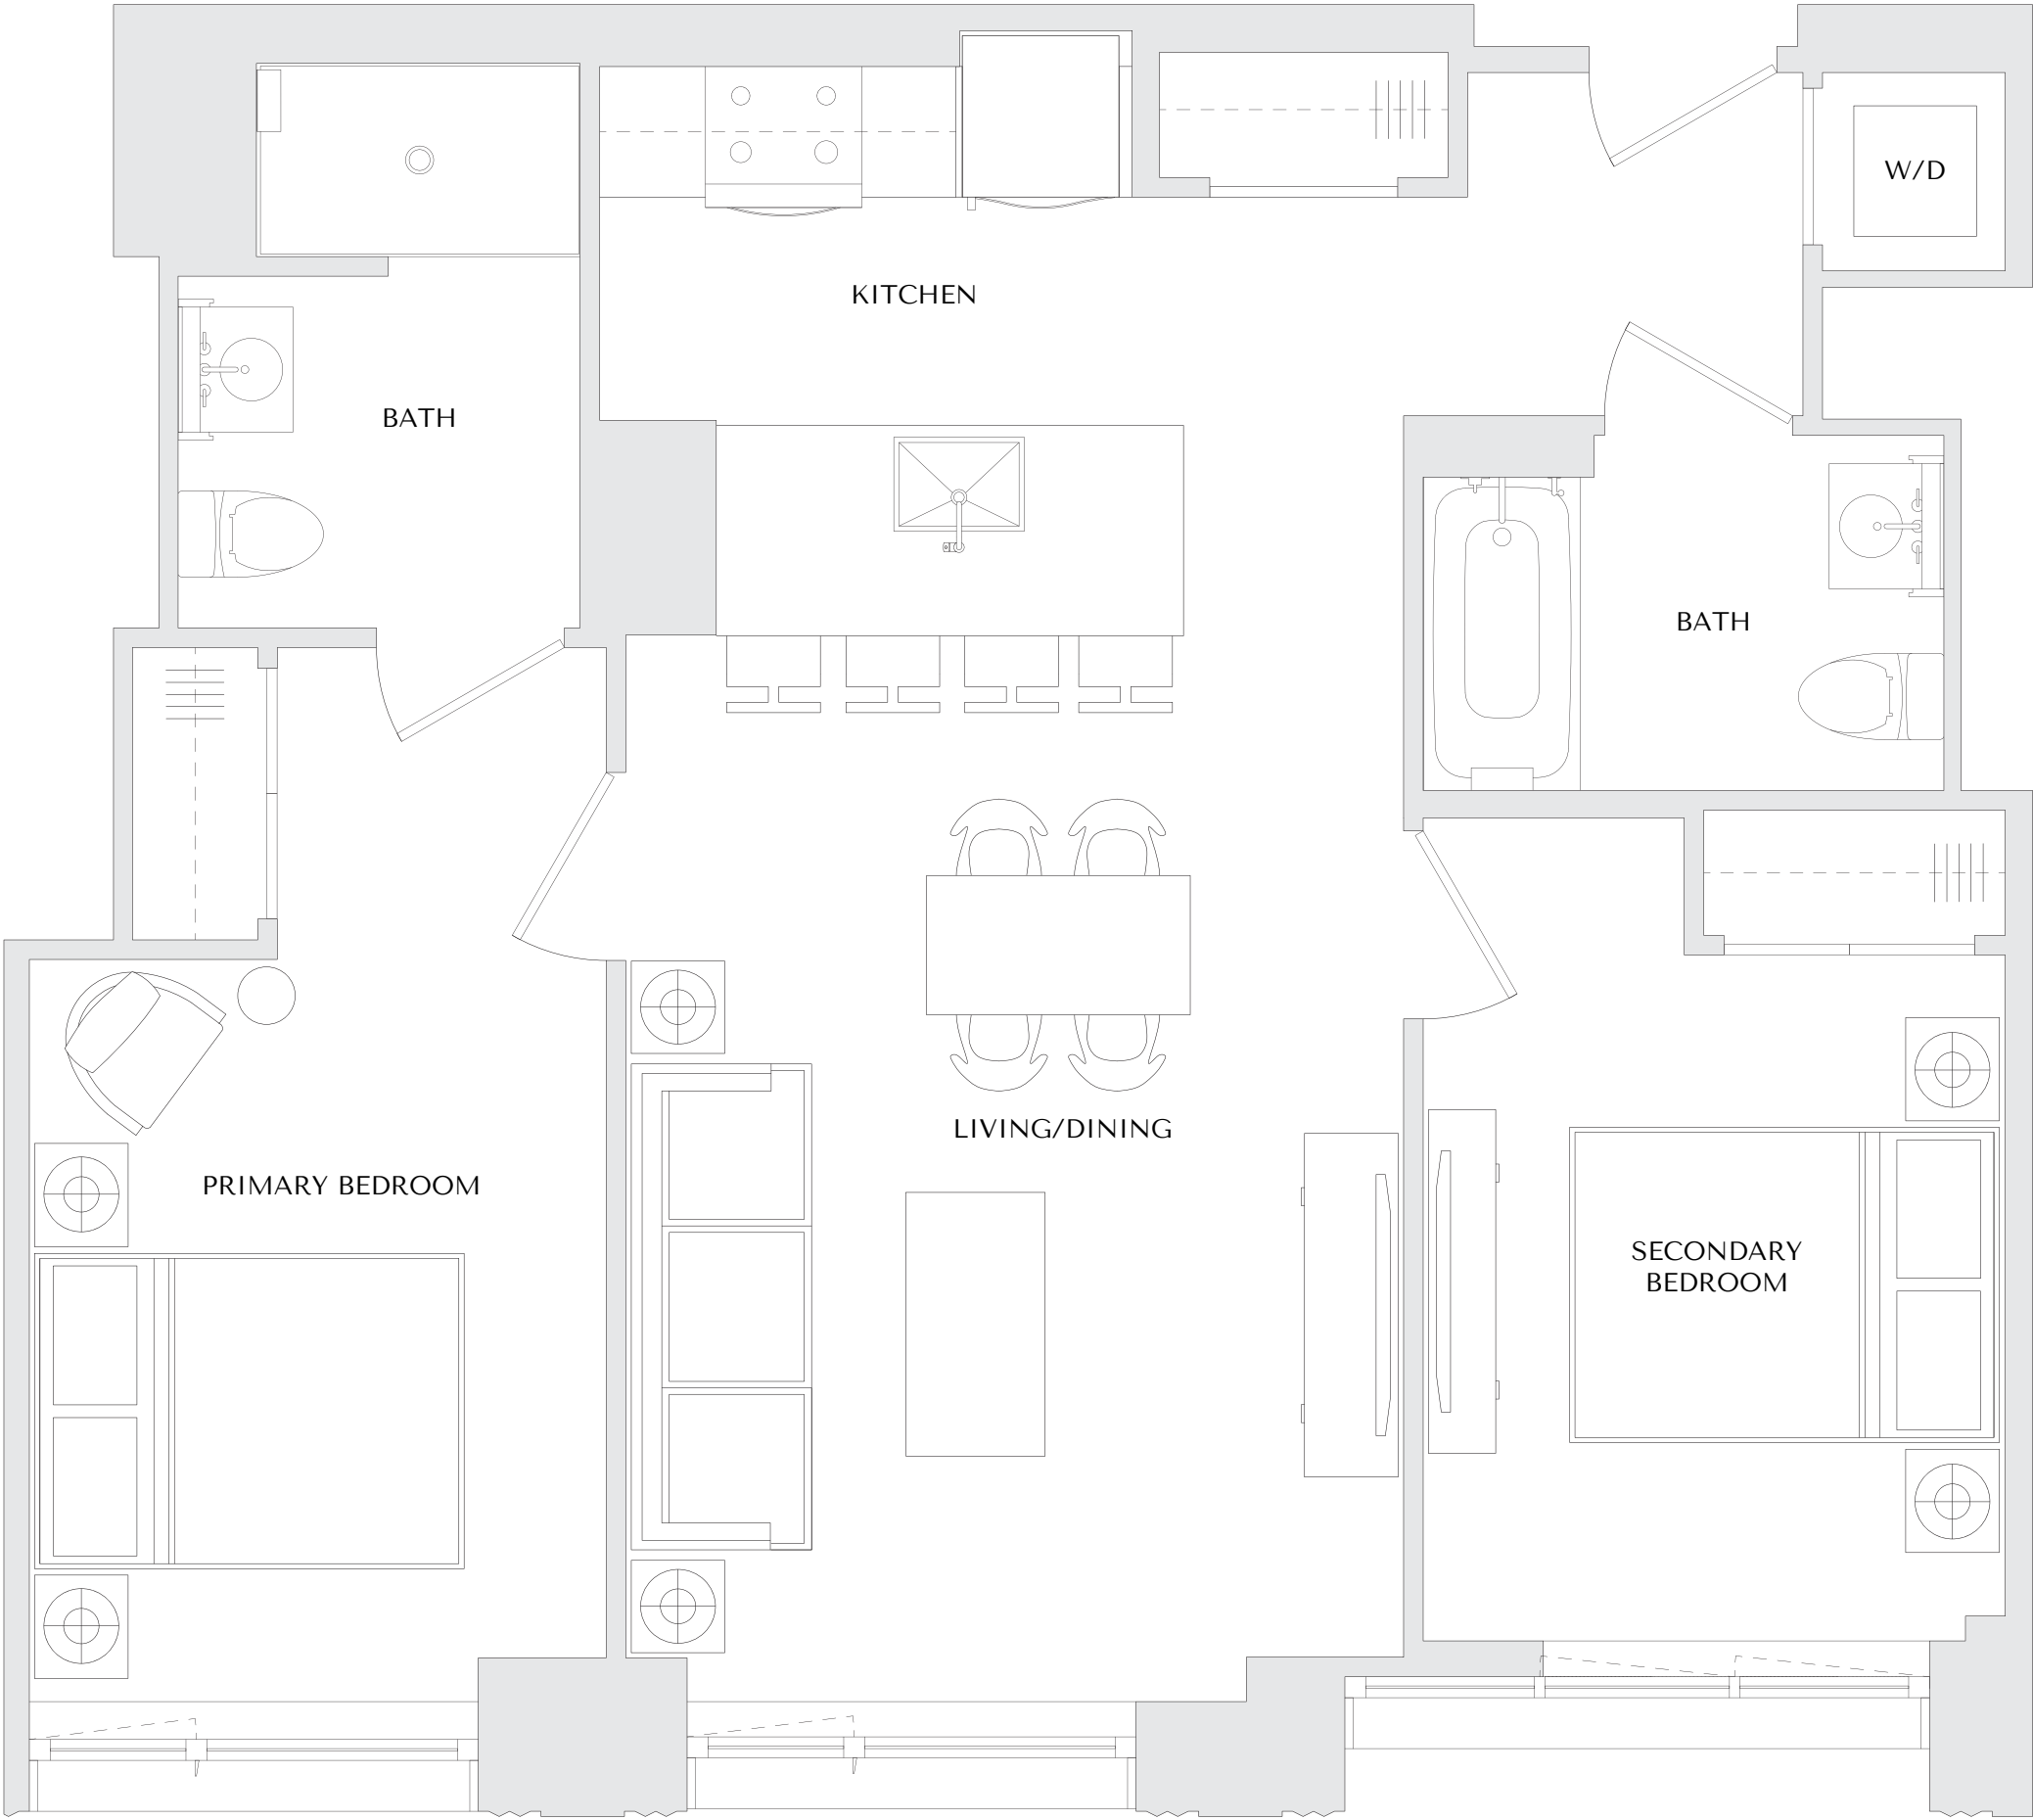 W/D
KITCHEN
BATH
BATH
LIVING/DINING
PRIMARY BEDROOM
SECONDARY
BEDROOM